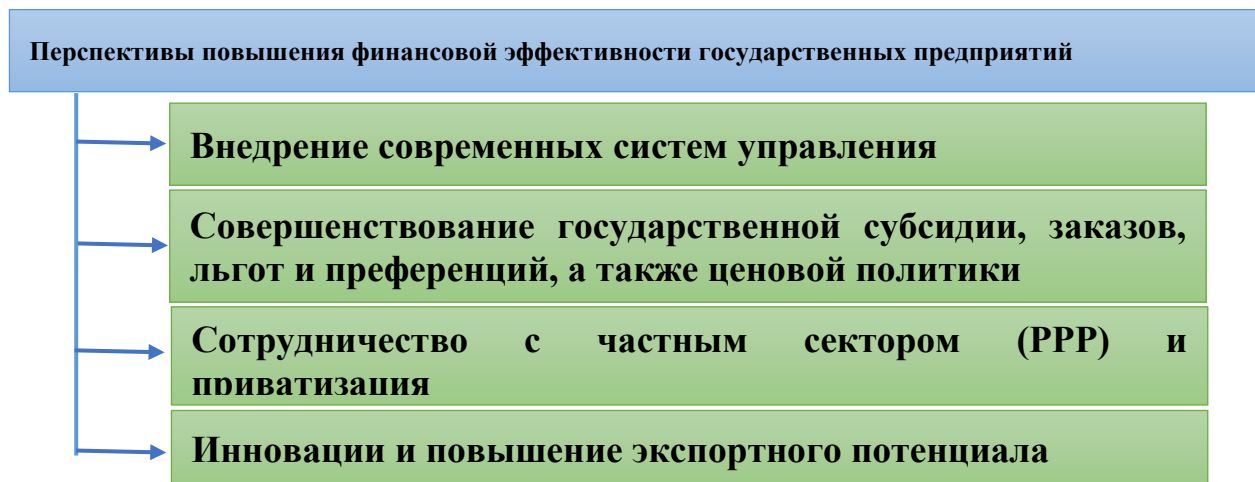 Перспективы повышения финансовой эффективности государственных предприятий
Внедрение современных систем управления
Совершенствование государственной субсидии, заказов,
льгот и преференций, а также ценовой политики
Сотрудничество с частным сектором (PPP) и
приватизация
Инновации и повышение экспортного потенциала